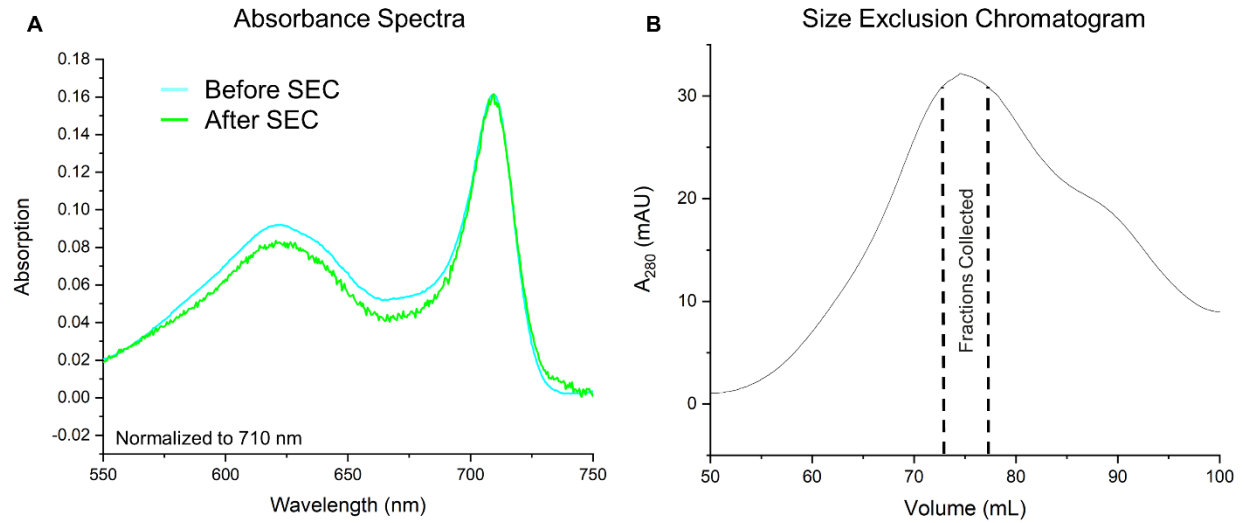 A
Absorbance Spectra
0.18
0.16
0.14
0.12
0.10
0.08
0.06
0.04
0.02
0.00
-0.02
Absorption
Before SEC
After SEC
Normalized to 710 nm
550
600
650
700
750
Wavelength (nm)
B
Size Exclusion Chromatogram
30
20
10
0
A₂₈₀ (mAU)
Fractions Collected
50
60
70
80
90
100
Volume (mL)